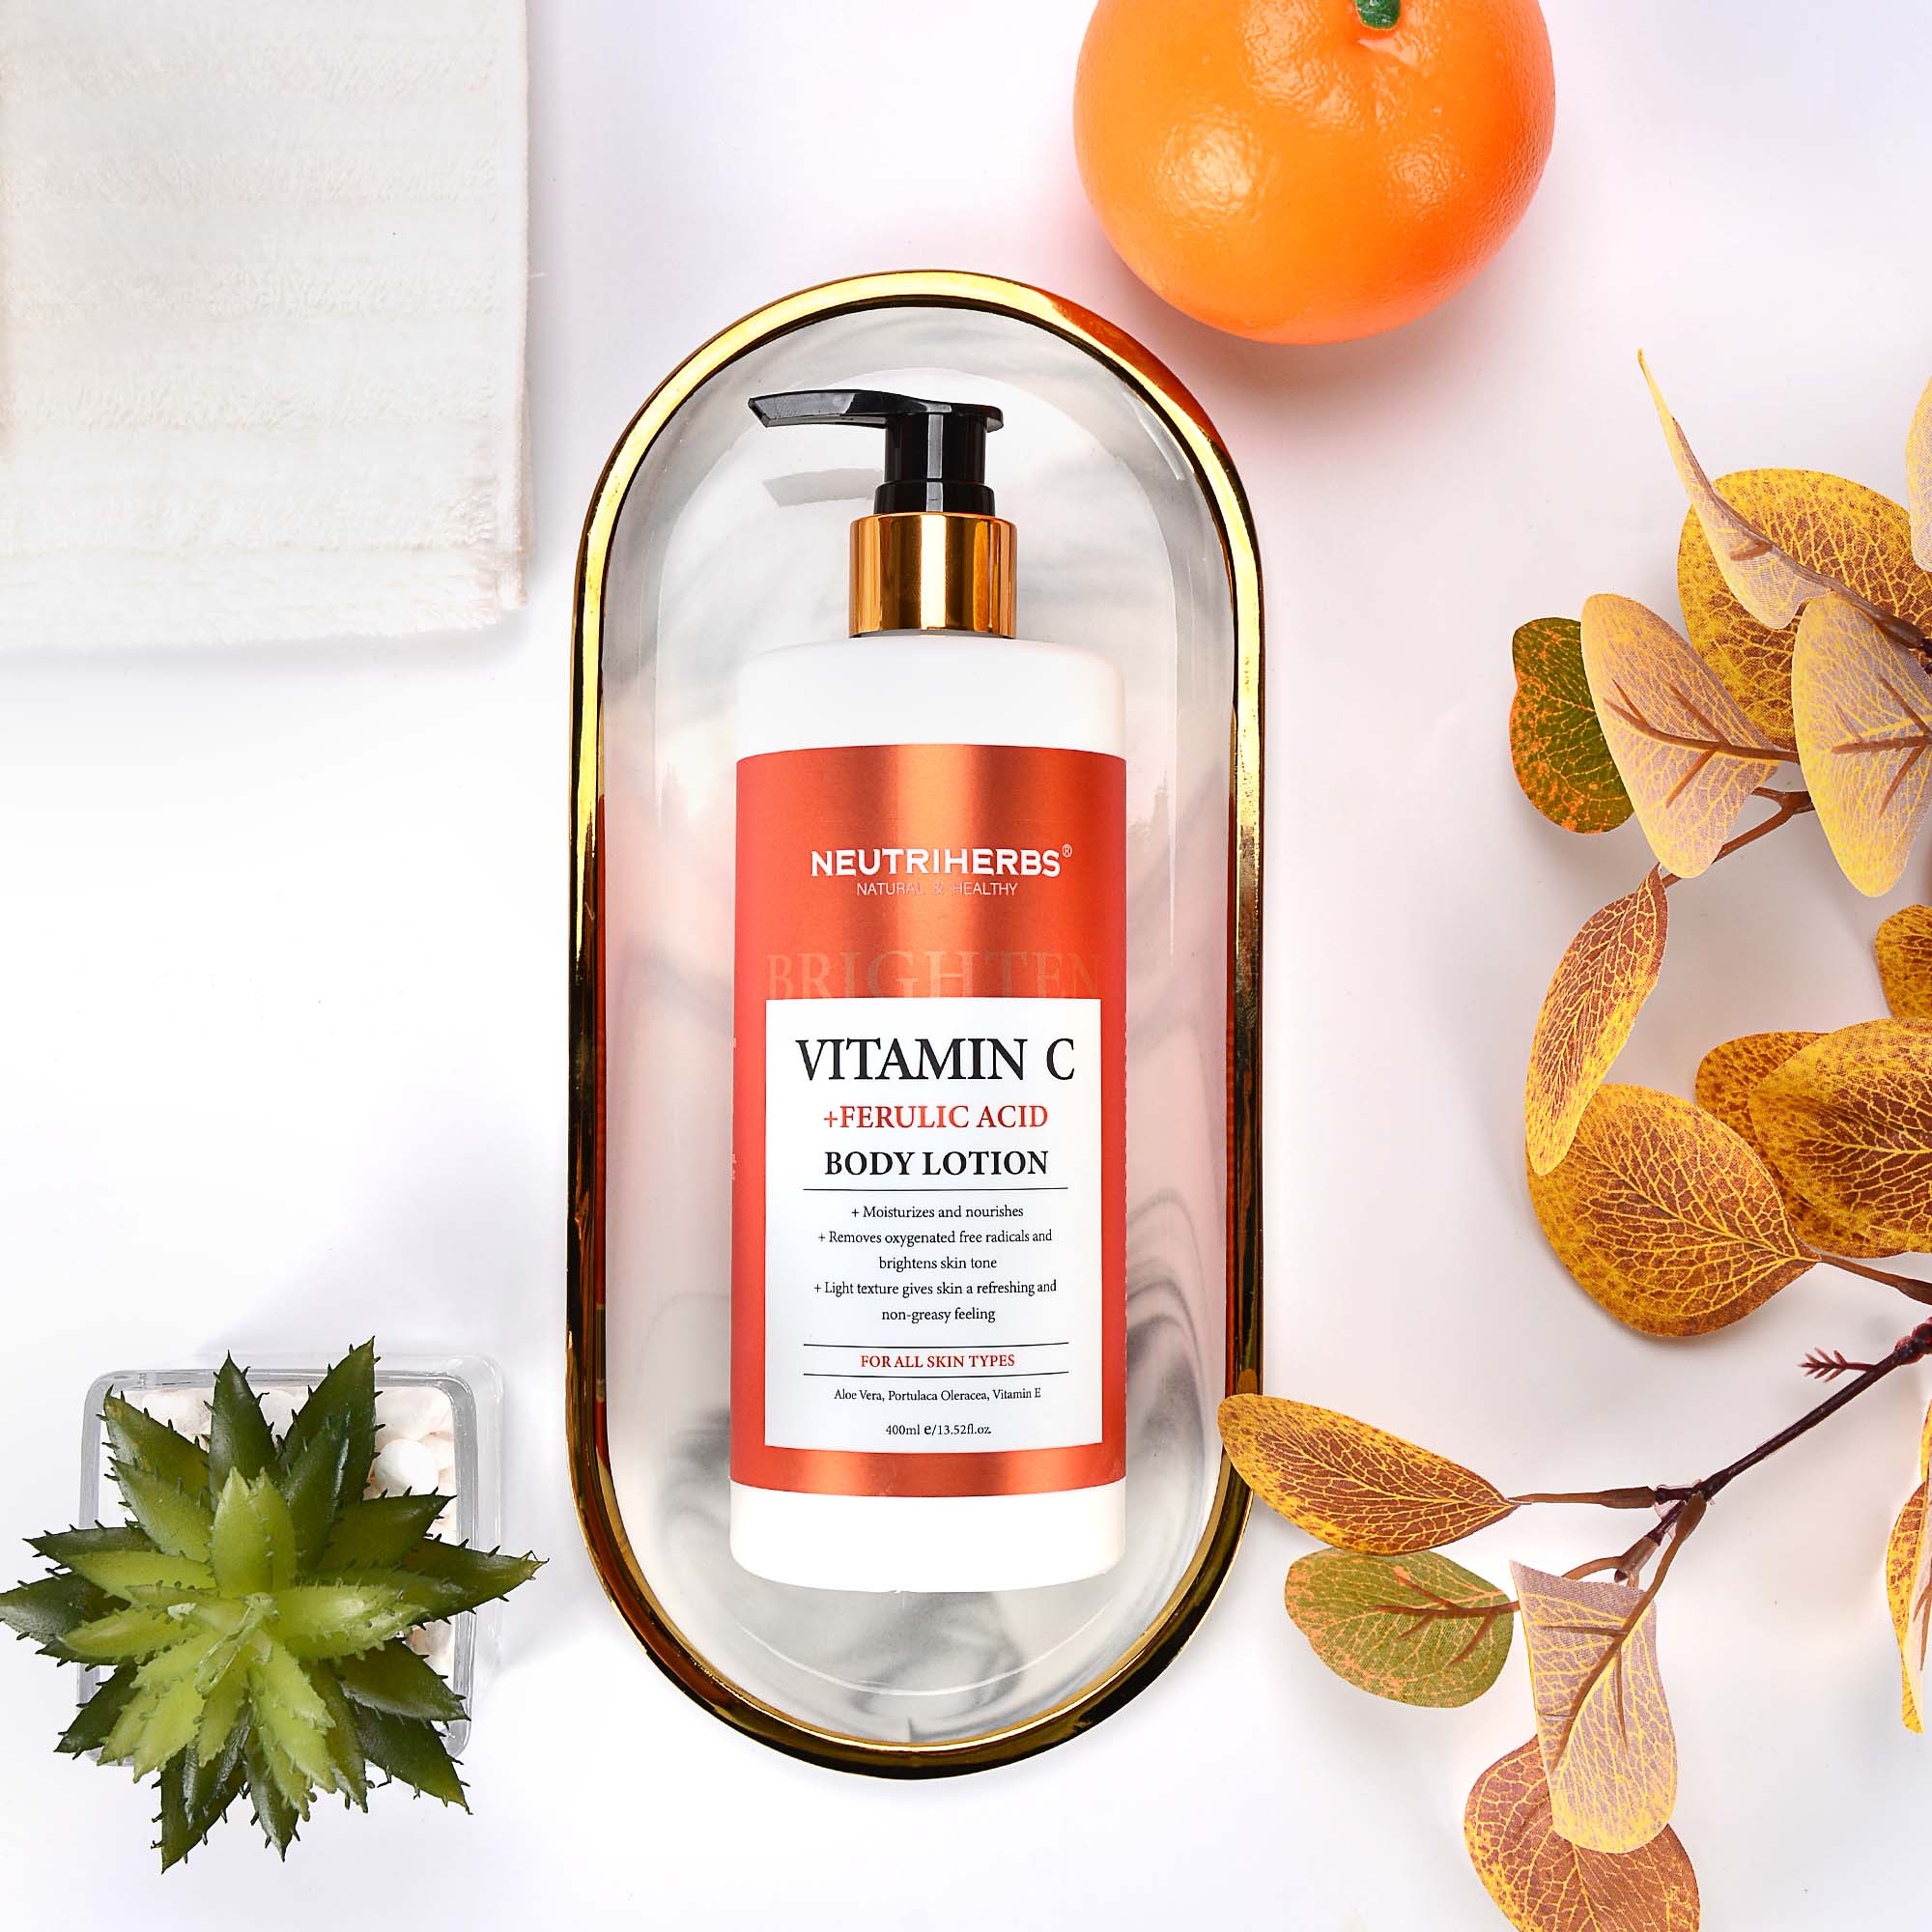 NEUTRIHERBS®
NATURAL & HEALTHY
BRIGHTEN
VITAMIN C
+FERULIC ACID
BODY LOTION
+ Moisturizes and nourishes
+ Removes oxygenated free radicals and
brightens skin tone
+ Light texture gives skin a refreshing and
non-greasy feeling
FOR ALL SKIN TYPES
Aloe Vera, Portulaca Oleracea, Vitamin E
400ml e/13.52fl.oz.